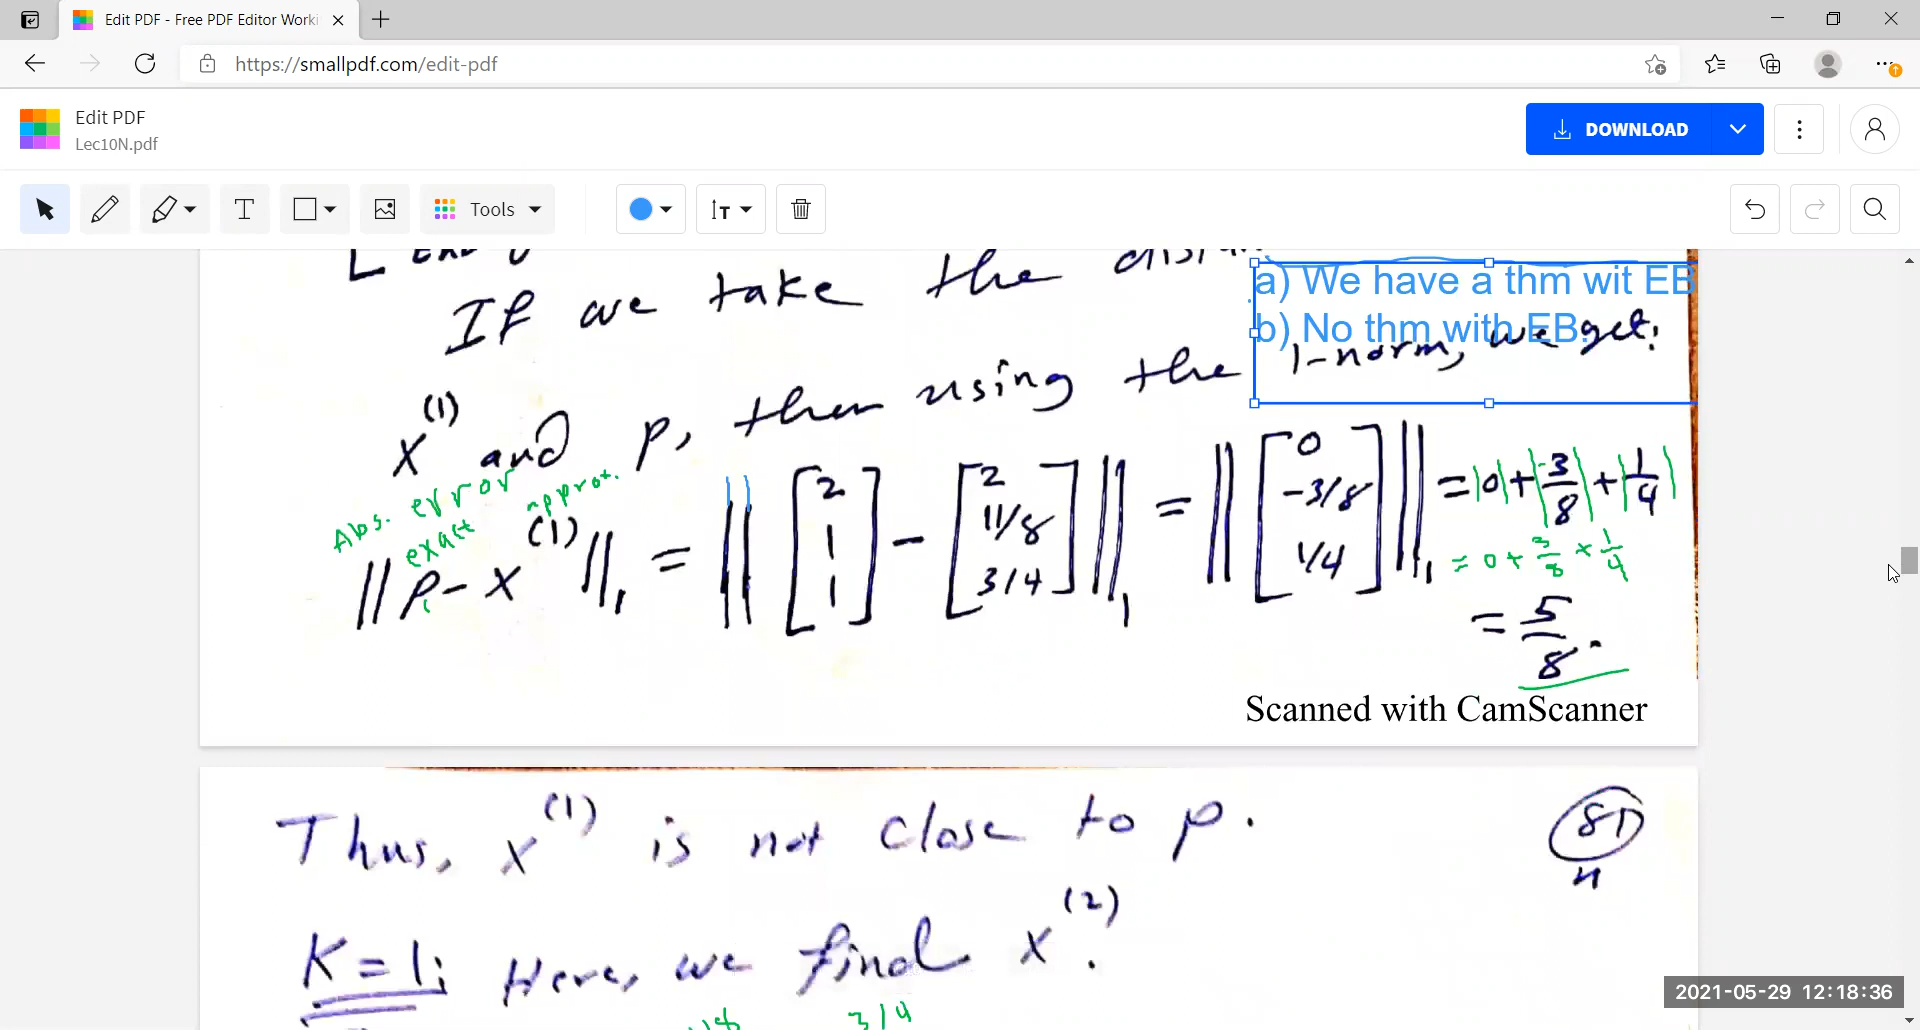 Edit PDF - Free PDF Editor Worki
https://smallpdf.com/edit-pdf
Edit PDF
Lec10N.pdf
DOWNLOAD
T
Tools
If we take the
a) We have a thm wit EB
b) No thm with EB.
x^(1) and p, then using the 1-norm, we get:
Abs. error
exact approx.
||p - x^(1)||_1 = || [2 1 1] - [2 11/8 3/4] ||_1 = || [0 -3/8 1/4] ||_1 = |0| + |-3/8| + |1/4|
= 0 + 3/8 + 1/4
= 5/8.
Scanned with CamScanner
Thus, x^(1) is not close to p.
81
K=1: Here, we find x^(2).
3/4
2021-05-29 12:18:36